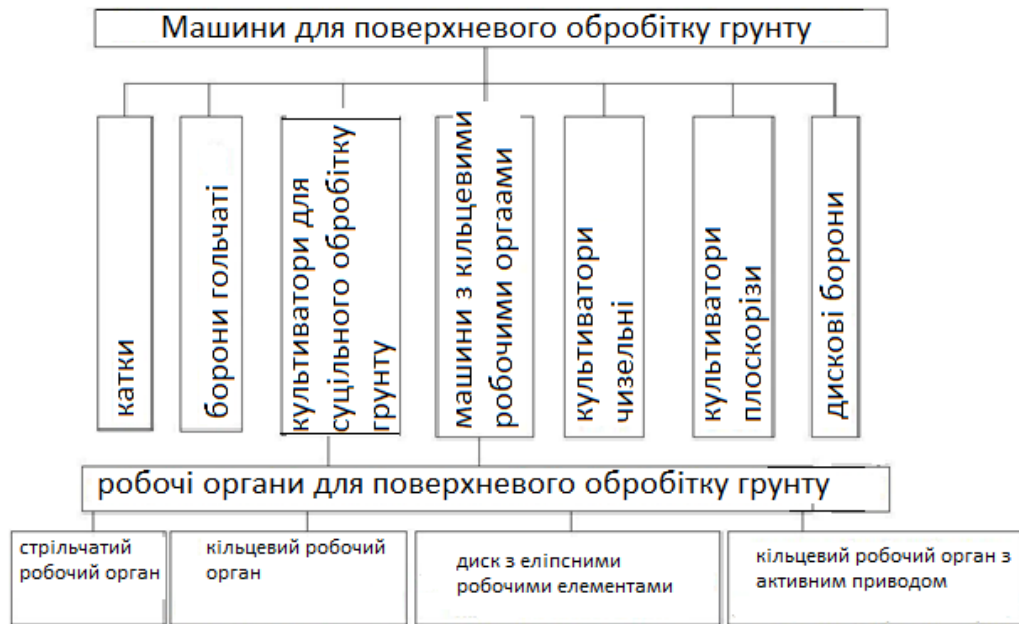 Машини для поверхневого обробітку грунту
катки
борони гольчаті
культиватори для
суцільного обробітку
грунту
машини з кільцевими
робочими оргаами
культиватори
чизельні
культиватори
плоскорізи
дискові борони
робочі органи для поверхневого обробітку грунту
стрільчатий
робочий орган
кільцевий робочий
орган
диск з еліпсними
робочими елементами
кільцевий робочий орган з
активним приводом